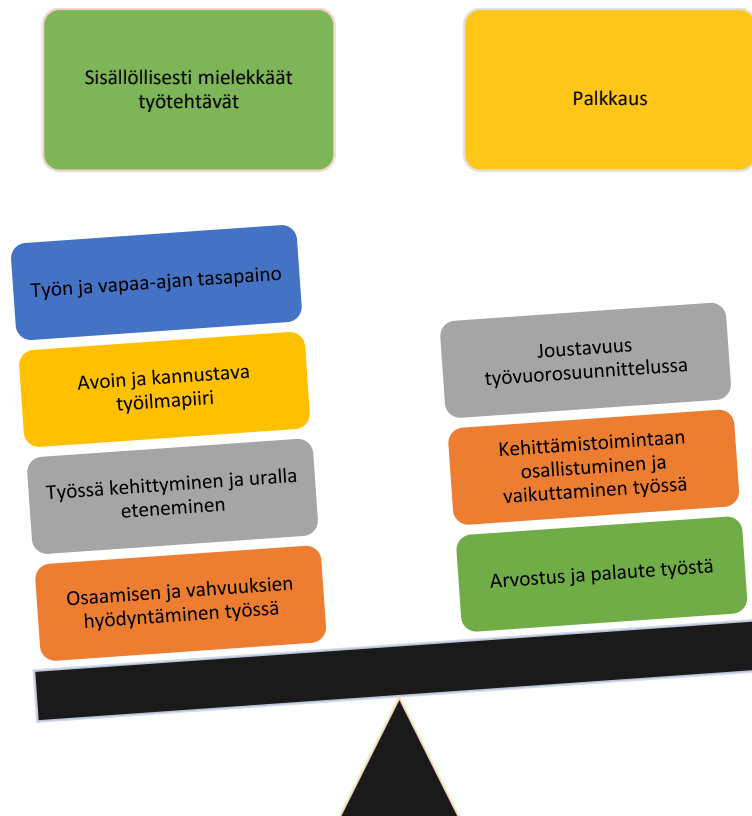 Sisällöllisesti mielekkäät
työtehtävät
Palkkaus
Työn ja vapaa-ajan tasapaino
Avoin ja kannustava
työilmapiiri
Työssä kehittyminen ja uralla
eteneminen
Osaamisen ja vahvuuksien
hyödyntäminen työssä
Joustavuus
työvuorosuunnittelussa
Kehittämistoimintaan
osallistuminen ja
vaikuttaminen työssä
Arvostus ja palaute työstä